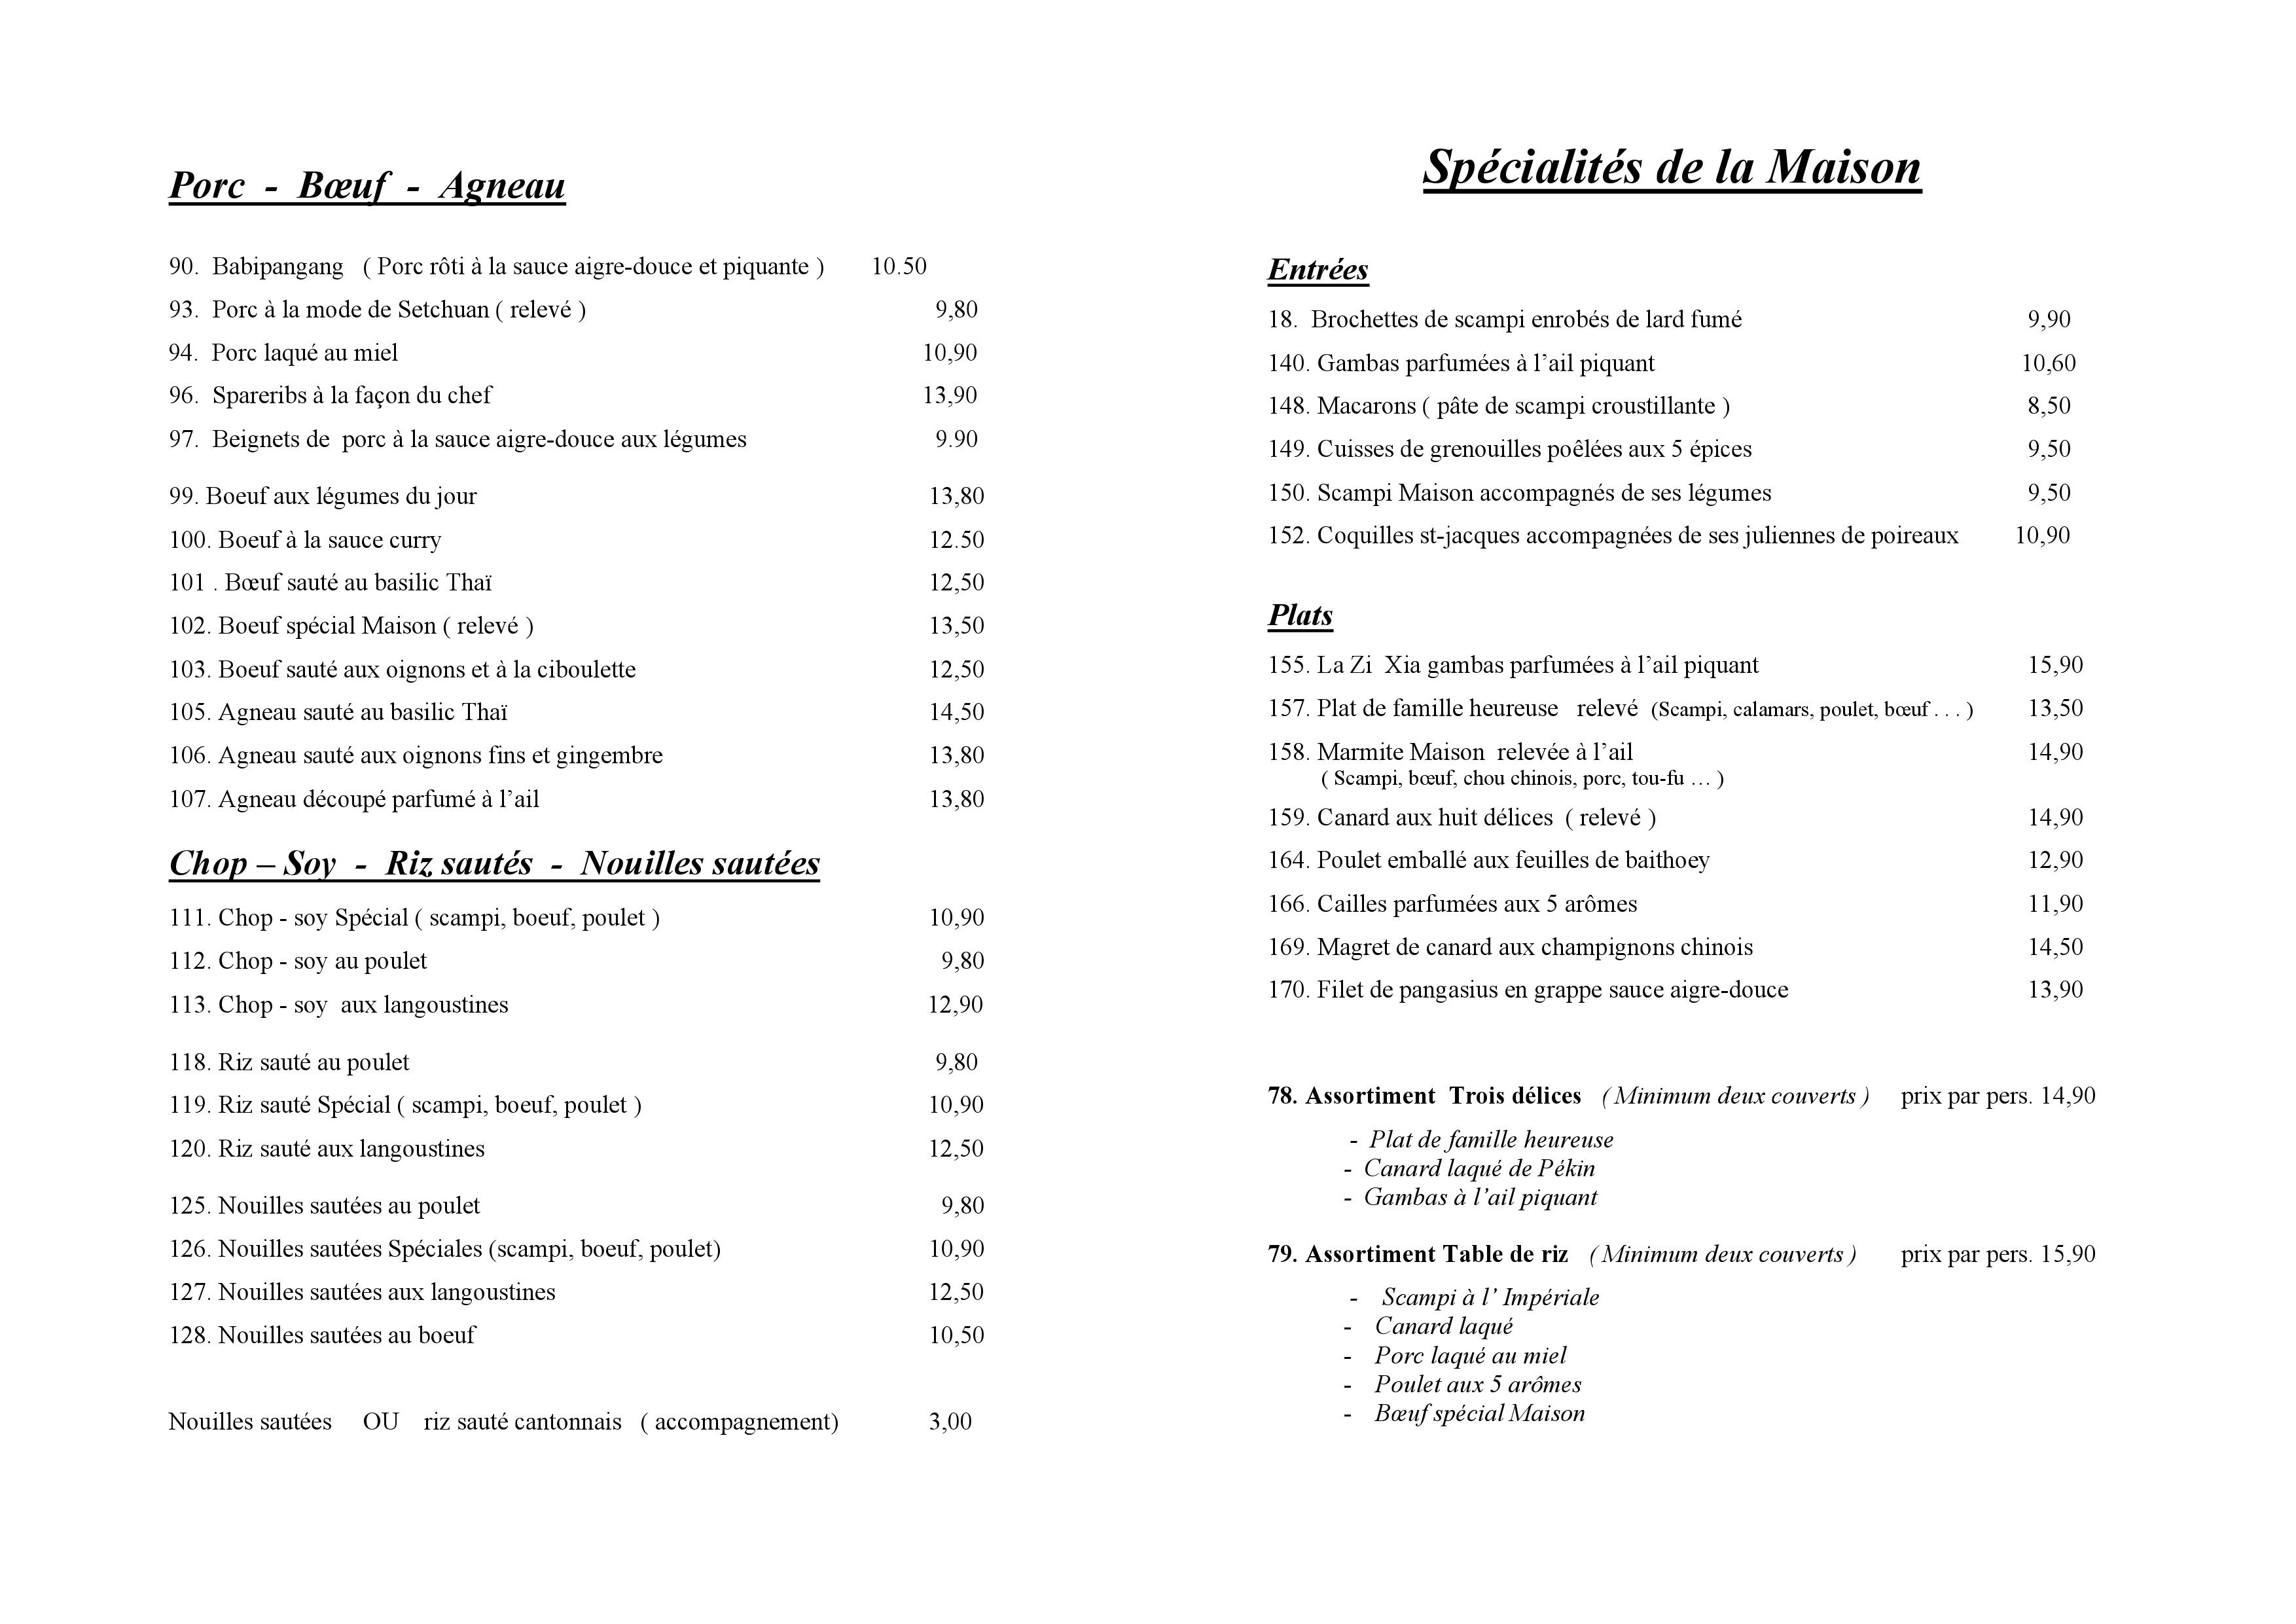 Porc - Bœuf - Agneau
90. Babipangang ( Porc rôti à la sauce aigre-douce et piquante ) 10.50
93. Porc à la mode de Setchuan ( relevé ) 9,80
94. Porc laqué au miel 10,90
96. Spareribs à la façon du chef 13,90
97. Beignets de porc à la sauce aigre-douce aux légumes 9.90
99. Boeuf aux légumes du jour 13,80
100. Boeuf à la sauce curry 12.50
101 . Bœuf sauté au basilic Thaï 12,50
102. Boeuf spécial Maison ( relevé ) 13,50
103. Boeuf sauté aux oignons et à la ciboulette 12,50
105. Agneau sauté au basilic Thaï 14,50
106. Agneau sauté aux oignons fins et gingembre 13,80
107. Agneau découpé parfumé à l’ail 13,80
Chop – Soy - Riz sautés - Nouilles sautées
111. Chop - soy Spécial ( scampi, boeuf, poulet ) 10,90
112. Chop - soy au poulet 9,80
113. Chop - soy aux langoustines 12,90
118. Riz sauté au poulet 9,80
119. Riz sauté Spécial ( scampi, boeuf, poulet ) 10,90
120. Riz sauté aux langoustines 12,50
125. Nouilles sautées au poulet 9,80
126. Nouilles sautées Spéciales (scampi, boeuf, poulet) 10,90
127. Nouilles sautées aux langoustines 12,50
128. Nouilles sautées au boeuf 10,50
Nouilles sautées OU riz sauté cantonnais ( accompagnement) 3,00
Spécialités de la Maison
Entrées
18. Brochettes de scampi enrobés de lard fumé 9,90
140. Gambas parfumées à l’ail piquant 10,60
148. Macarons ( pâte de scampi croustillante ) 8,50
149. Cuisses de grenouilles poêlées aux 5 épices 9,50
150. Scampi Maison accompagnés de ses légumes 9,50
152. Coquilles st-jacques accompagnées de ses juliennes de poireaux 10,90
Plats
155. La Zi Xia gambas parfumées à l’ail piquant 15,90
157. Plat de famille heureuse relevé (Scampi, calamars, poulet, bœuf . . . ) 13,50
158. Marmite Maison relevée à l’ail 14,90
( Scampi, bœuf, chou chinois, porc, tou-fu … )
159. Canard aux huit délices ( relevé ) 14,90
164. Poulet emballé aux feuilles de baithoey 12,90
166. Cailles parfumées aux 5 arômes 11,90
169. Magret de canard aux champignons chinois 14,50
170. Filet de pangasius en grappe sauce aigre-douce 13,90
78. Assortiment Trois délices ( Minimum deux couverts ) prix par pers. 14,90
- Plat de famille heureuse
- Canard laqué de Pékin
- Gambas à l’ail piquant
79. Assortiment Table de riz ( Minimum deux couverts ) prix par pers. 15,90
- Scampi à l’ Impériale
- Canard laqué
- Porc laqué au miel
- Poulet aux 5 arômes
- Bœuf spécial Maison